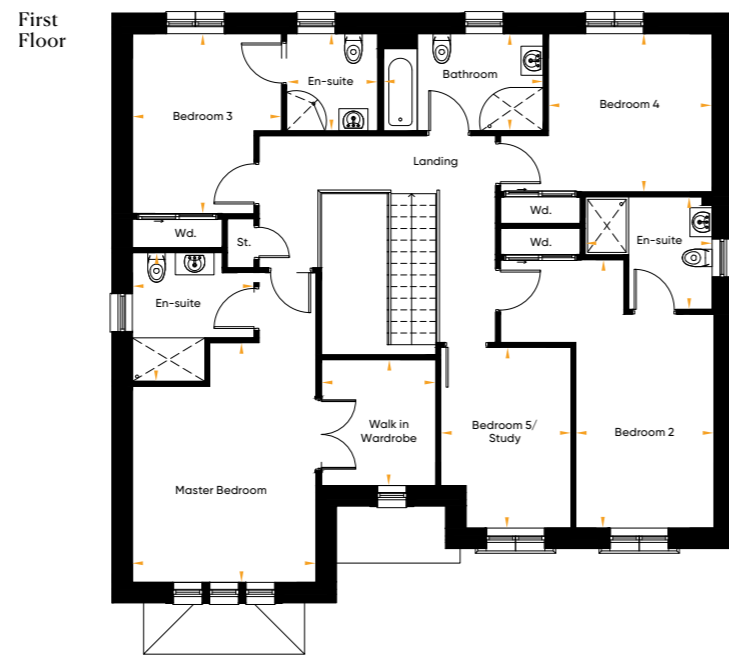 First
Floor
En-suite
Bathroom
Bedroom 3
Bedroom 4
Landing
Wd.
Wd.
St.
Wd.
En-suite
En-suite
Walk in
Wardrobe
Bedroom 5/
Study
Bedroom 2
Master Bedroom